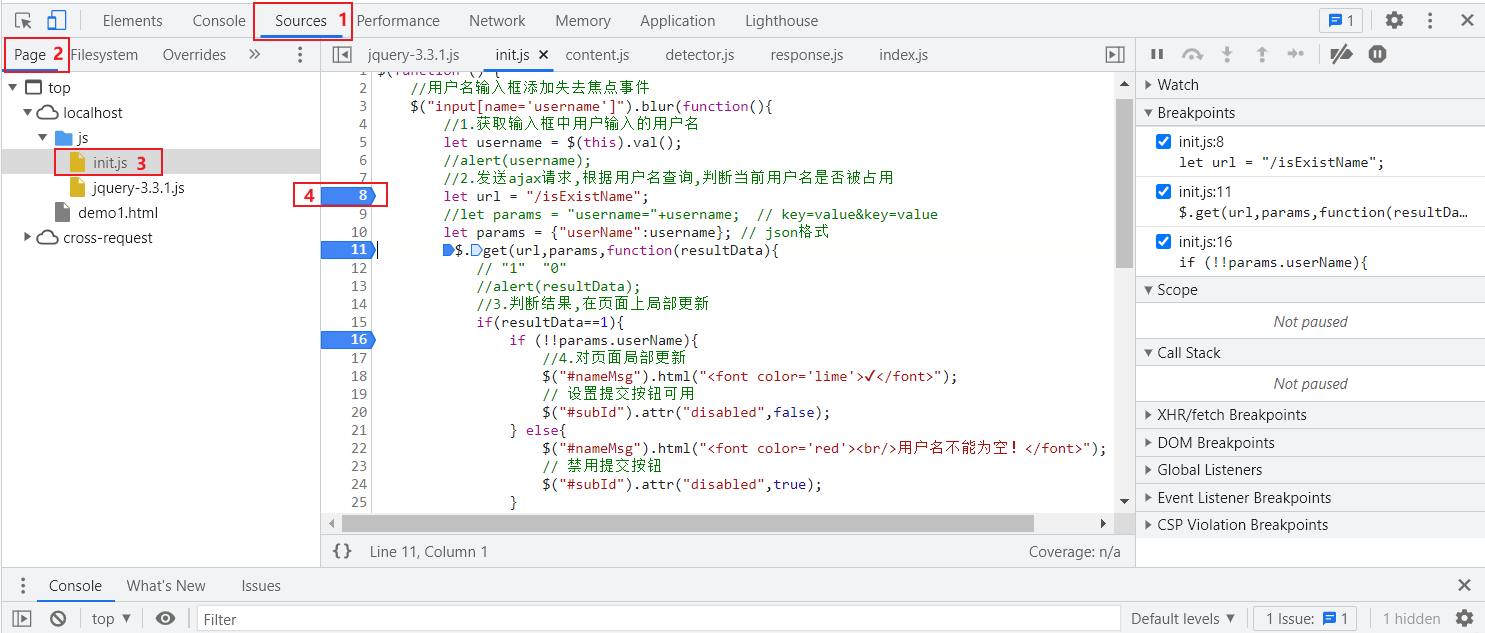 Elements Console Sources 1 Performance Network Memory Application Lighthouse 1
Page 2 Filesystem Overrides » jquery-3.3.1.js init.js × content.js detector.js response.js index.js
top
localhost
js
init.js 3
jquery-3.3.1.js
demo1.html
cross-request
1 $(function () {
2 //用户名输入框添加失去焦点事件
3 $("input[name='username']").blur(function(){
4 //1.获取输入框中用户输入的用户名
5 let username = $(this).val();
6 //alert(username);
7 //2.发送ajax请求,根据用户名查询,判断当前用户名是否被占用
4 8 let url = "/isExistName";
9 //let params = "username="+username; // key=value&key=value
10 let params = {"userName":username}; // json格式
11 $.get(url,params,function(resultData){
12 // "1" "0"
13 //alert(resultData);
14 //3.判断结果,在页面上局部更新
15 if(resultData==1){
16 if (!!params.userName){
17 //4.对页面局部更新
18 $("#nameMsg").html("<font color='lime'>✓</font>");
19 // 设置提交按钮可用
20 $("#subId").attr("disabled",false);
21 } else{
22 $("#nameMsg").html("<font color='red'><br/>用户名不能为空！</font>");
23 // 禁用提交按钮
24 $("#subId").attr("disabled",true);
25 }
{} Line 11, Column 1 Coverage: n/a
Watch
Breakpoints
init.js:8
let url = "/isExistName";
init.js:11
$.get(url,params,function(resultDa…
init.js:16
if (!!params.userName){
Scope
Not paused
Call Stack
Not paused
XHR/fetch Breakpoints
DOM Breakpoints
Global Listeners
Event Listener Breakpoints
CSP Violation Breakpoints
Console What's New Issues
top Filter Default levels 1 Issue: 1 1 hidden